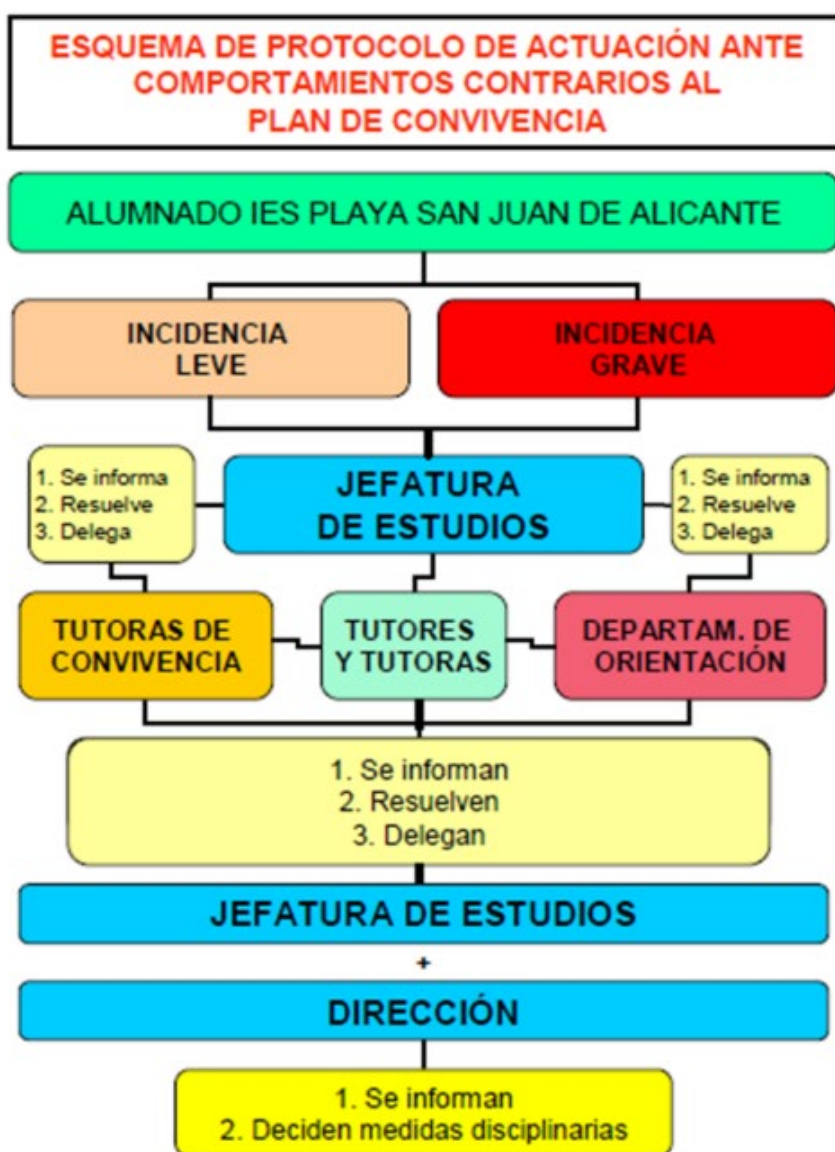 ESQUEMA DE PROTOCOLO DE ACTUACIÓN ANTE
COMPORTAMIENTOS CONTRARIOS AL
PLAN DE CONVIVENCIA
ALUMNADO IES PLAYA SAN JUAN DE ALICANTE
INCIDENCIA
LEVE
INCIDENCIA
GRAVE
1. Se informa
2. Resuelve
3. Delega
JEFATURA
DE ESTUDIOS
1. Se informa
2. Resuelve
3. Delega
TUTORAS DE
CONVIVENCIA
TUTORES
Y TUTORAS
DEPARTAM. DE
ORIENTACIÓN
1. Se informan
2. Resuelven
3. Delegan
JEFATURA DE ESTUDIOS
+
DIRECCIÓN
1. Se informan
2. Deciden medidas disciplinarias